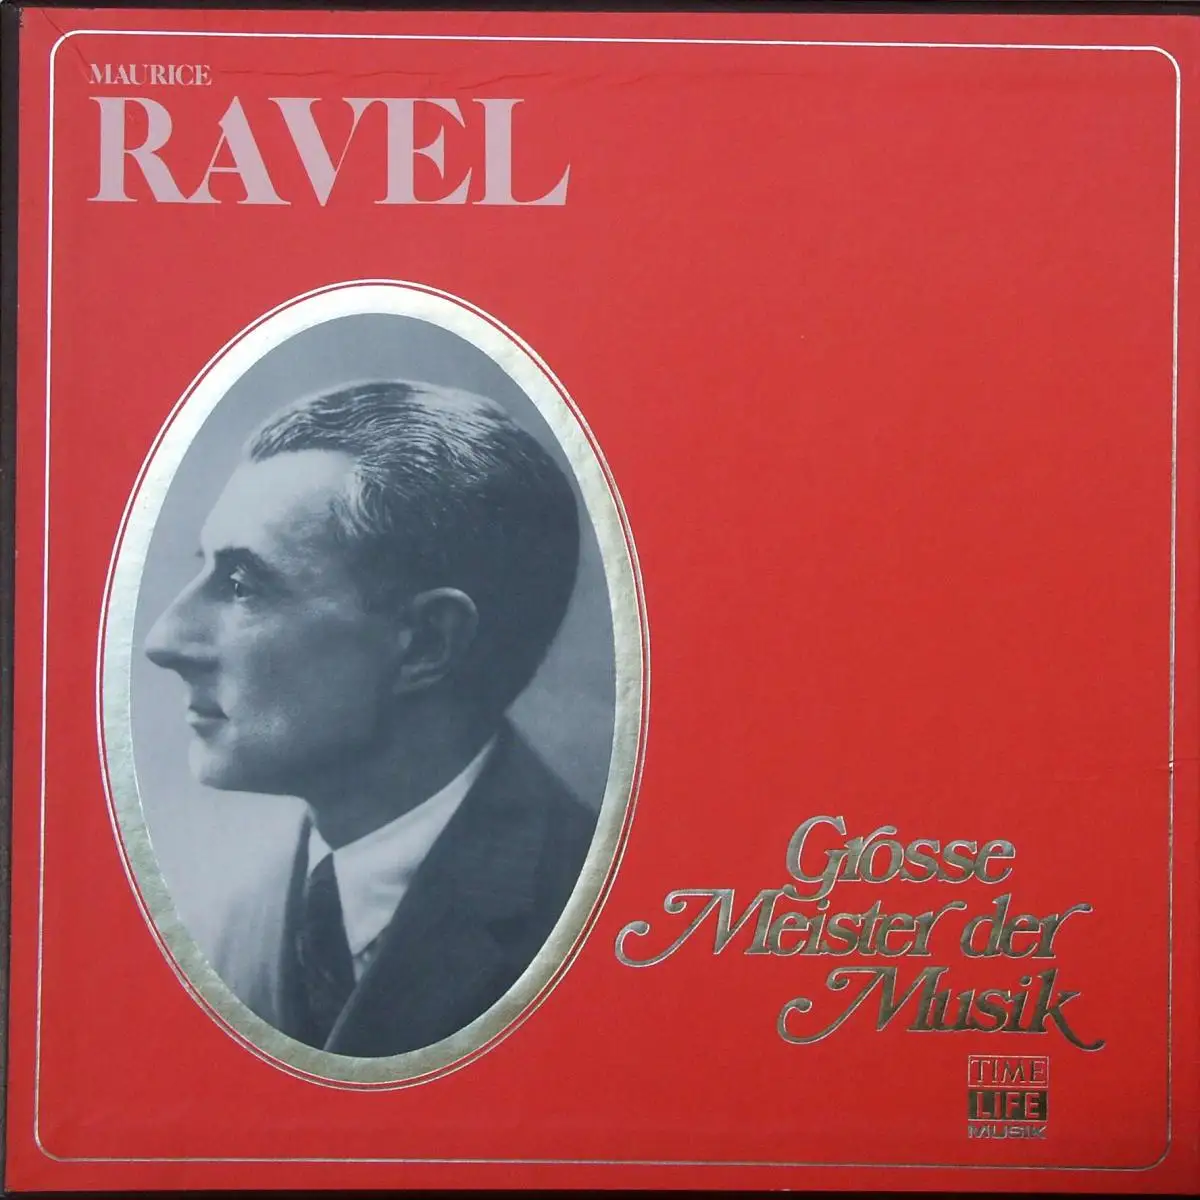 MAURICE
RAVEL
Grosse
Meister der
Musik
TIME
LIFE
MUSIK